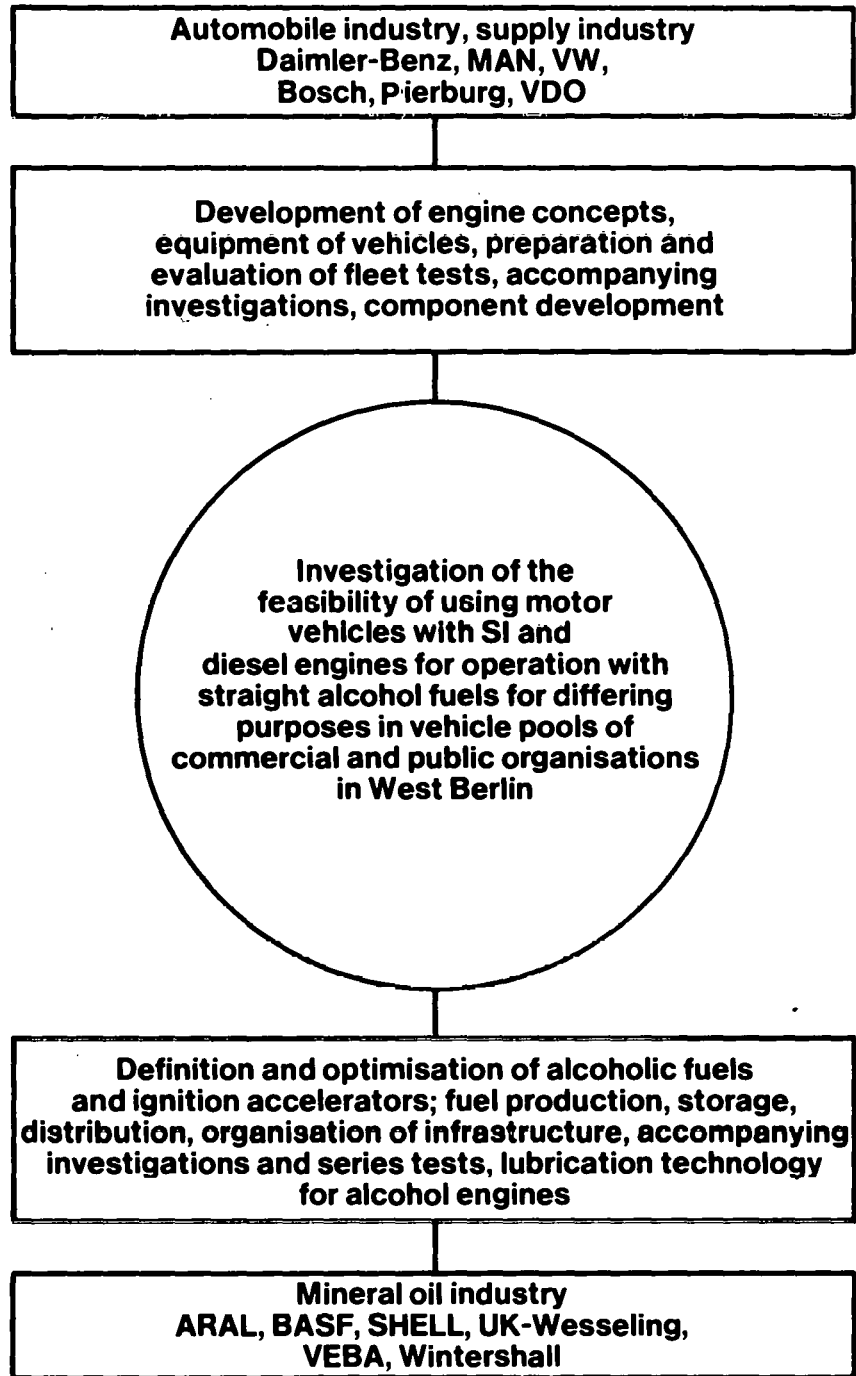 Automobile industry, supply industry
Daimler-Benz, MAN, VW,
Bosch, Pierburg, VDO
Development of engine concepts,
equipment of vehicles, preparation and
evaluation of fleet tests, accompanying
investigations, component development
Investigation of the
feasibility of using motor
vehicles with SI and
diesel engines for operation with
straight alcohol fuels for differing
purposes in vehicle pools of
commercial and public organisations
in West Berlin
Definition and optimisation of alcoholic fuels
and ignition accelerators; fuel production, storage,
distribution, organisation of infrastructure, accompanying
investigations and series tests, lubrication technology
for alcohol engines
Mineral oil industry
ARAL, BASF, SHELL, UK-Wesseling,
VEBA, Wintershall